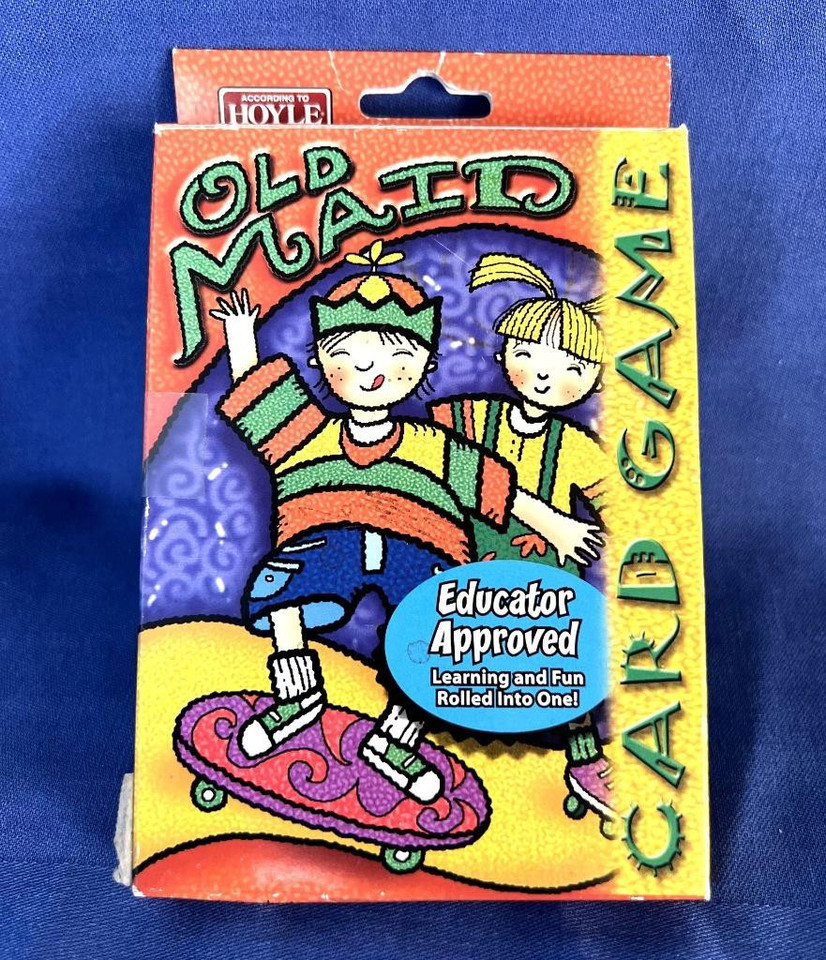 ACCORDING TO
HOYLE
OLD
MAID
CARD GAME
Educator
Approved
Learning and Fun
Rolled Into One!